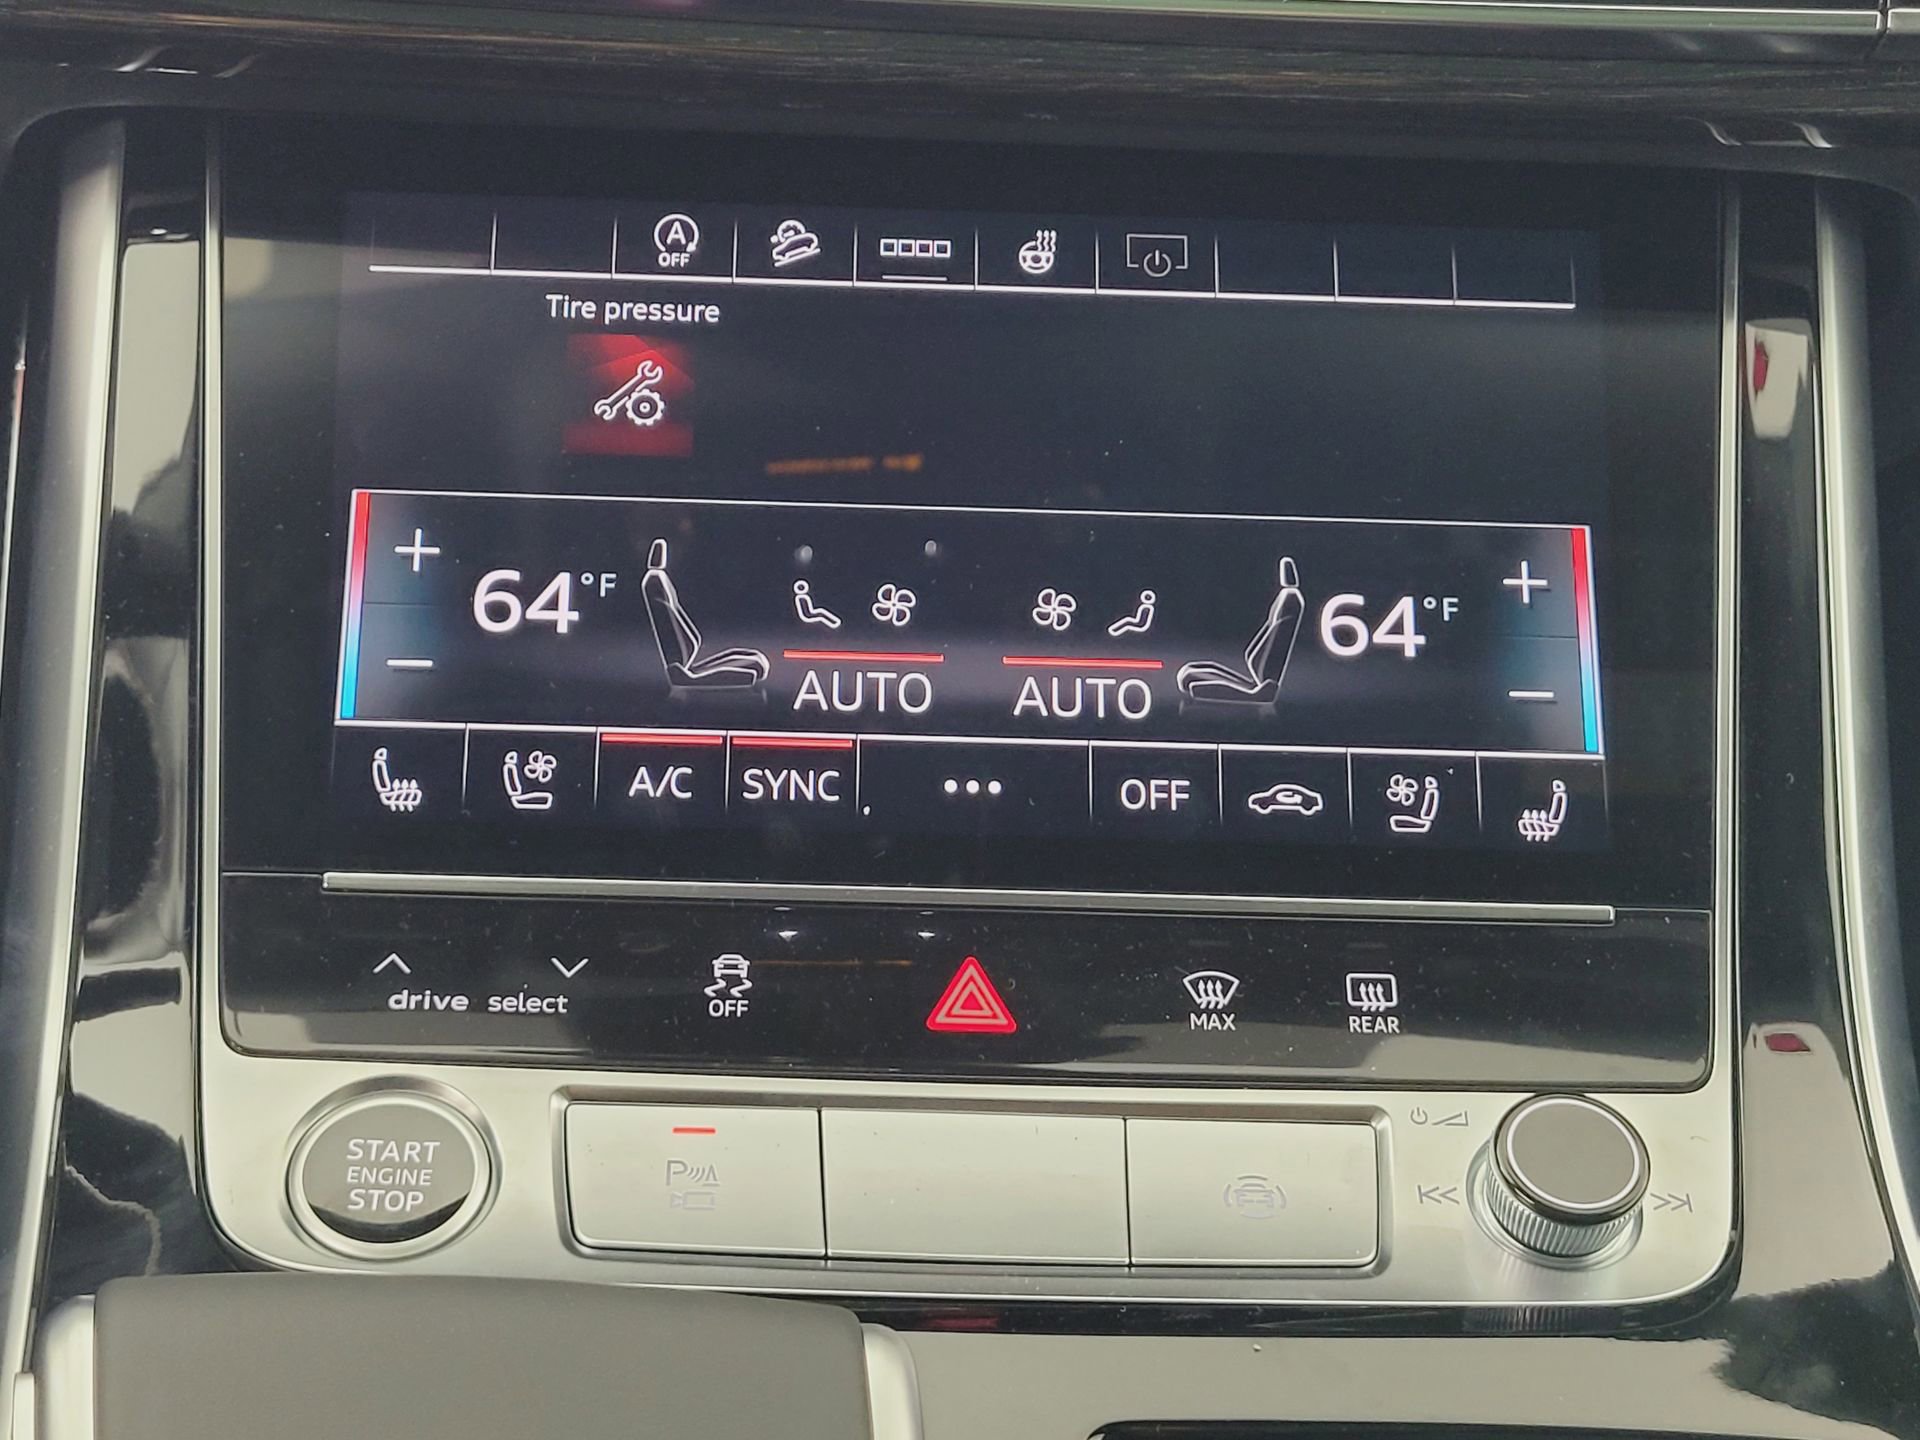 A
OFF
Tire pressure
64°F
64°F
AUTO
AUTO
A/C
SYNC
OFF
drive select
OFF
MAX
REAR
START
ENGINE
STOP
P